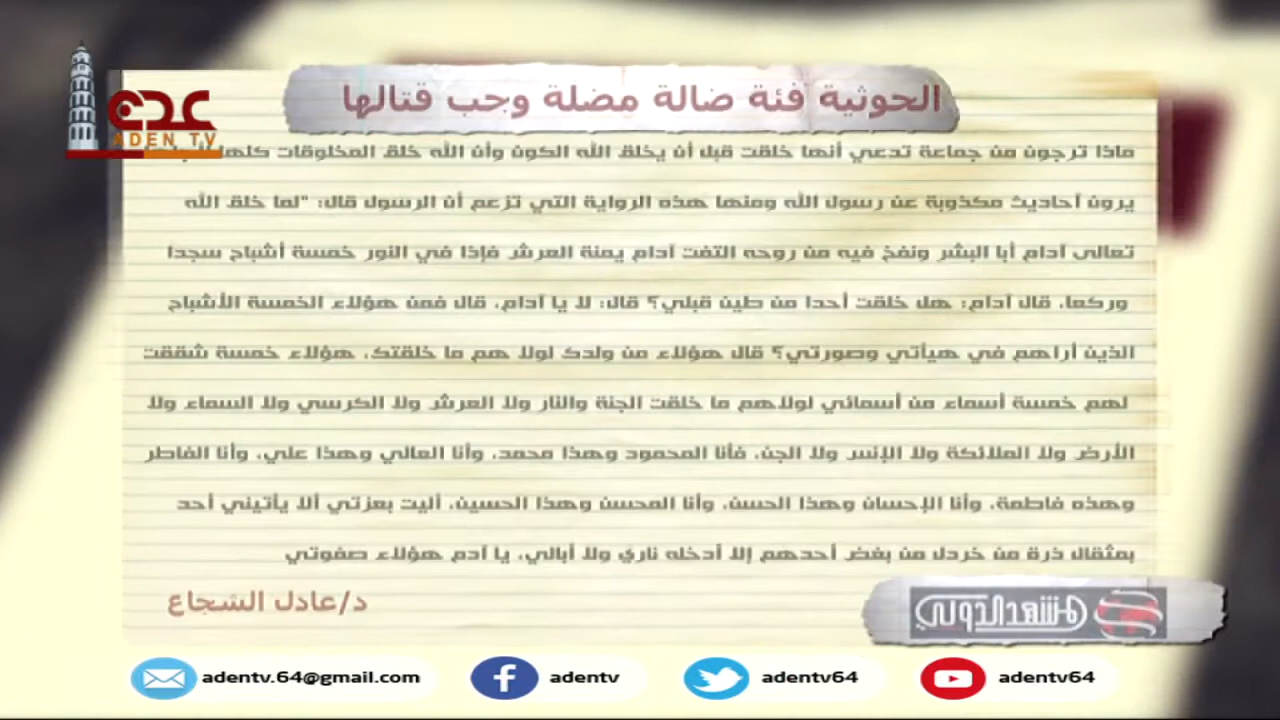 الحوثية فئة ضالة مضلة وجب قتالها
عدن
ADEN TV
ماذا ترجون من جماعة تدعي أنها خلقت قبل أن يخلق الله الكون وأن الله خلق المخلوقات كلها
يرون أحاديث مكذوبة عن رسول الله ومنها هذه الرواية التي تزعم أن الرسول قال: "لما خلق الله
تعالى آدام أبا البشر ونفخ فيه من روحه التفت آدام يمنة العرش فإذا في النور خمسة أشباح سجدا
وركعا، قال آدام: هل خلقت أحدا من طين قبلي؟ قال: لا يا آدام، قال فمن هؤلاء الخمسة الأشباح
الذين أراهم في هيأتي وصورتي؟ قال هؤلاء من ولدك لولا هم ما خلقتك، هؤلاء خمسة شققت
لهم خمسة أسماء من أسمائي لولاهم ما خلقت الجنة والنار ولا العرش ولا الكرسي ولا السماء ولا
الأرض ولا الملائكة ولا الإنس ولا الجن، فأنا المحمود وهذا محمد، وأنا العالي وهذا علي، وأنا الفاطر
وهذه فاطمة، وأنا الإحسان وهذا الحسن، وأنا المحسن وهذا الحسين، أليت بعزتي ألا يأتيني أحد
بمثقال ذرة من خردل من بغض أحدهم إلا أدخله ناري ولا أبالي، يا آدم هؤلاء صفوتي
د/عادل الشجاع
مشهد الدولي
adentv.64@gmail.com
adentv
adentv64
adentv64